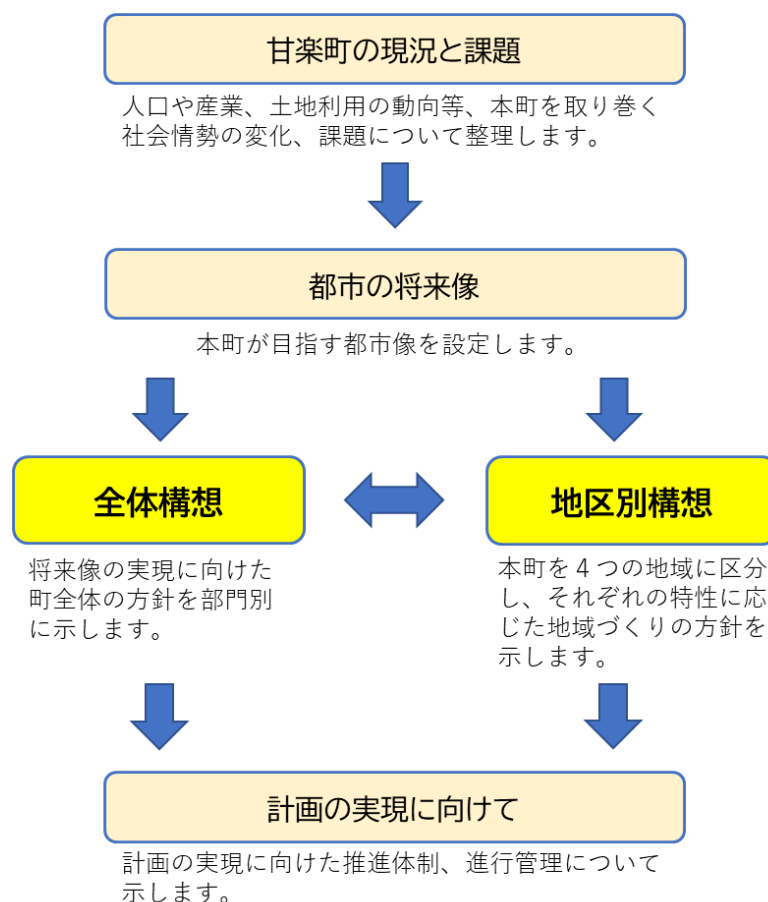 甘楽町の現況と課題
人口や産業、土地利用の動向等、本町を取り巻く
社会情勢の変化、課題について整理します。
都市の将来像
本町が目指す都市像を設定します。
全体構想
将来像の実現に向けた
町全体の方針を部門別
に示します。
地区別構想
本町を４つの地域に区分
し、それぞれの特性に応
じた地域づくりの方針を
示します。
計画の実現に向けて
計画の実現に向けた推進体制、進行管理について
示します。